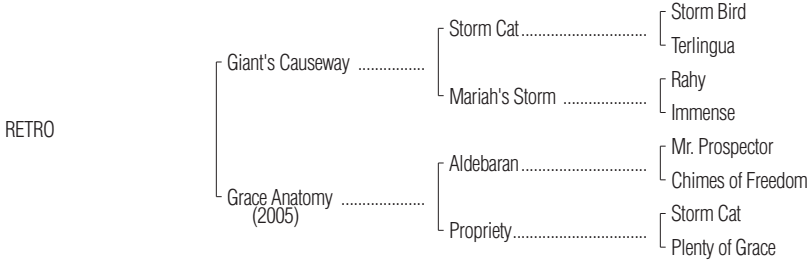 Storm Bird
Storm Cat..............................
Terlingua
Giant's Causeway ................
Rahy
Mariah's Storm ....................
Immense
RETRO
Mr. Prospector
Aldebaran..............................
Chimes of Freedom
Grace Anatomy ....................
(2005)
Storm Cat
Propriety................................
Plenty of Grace